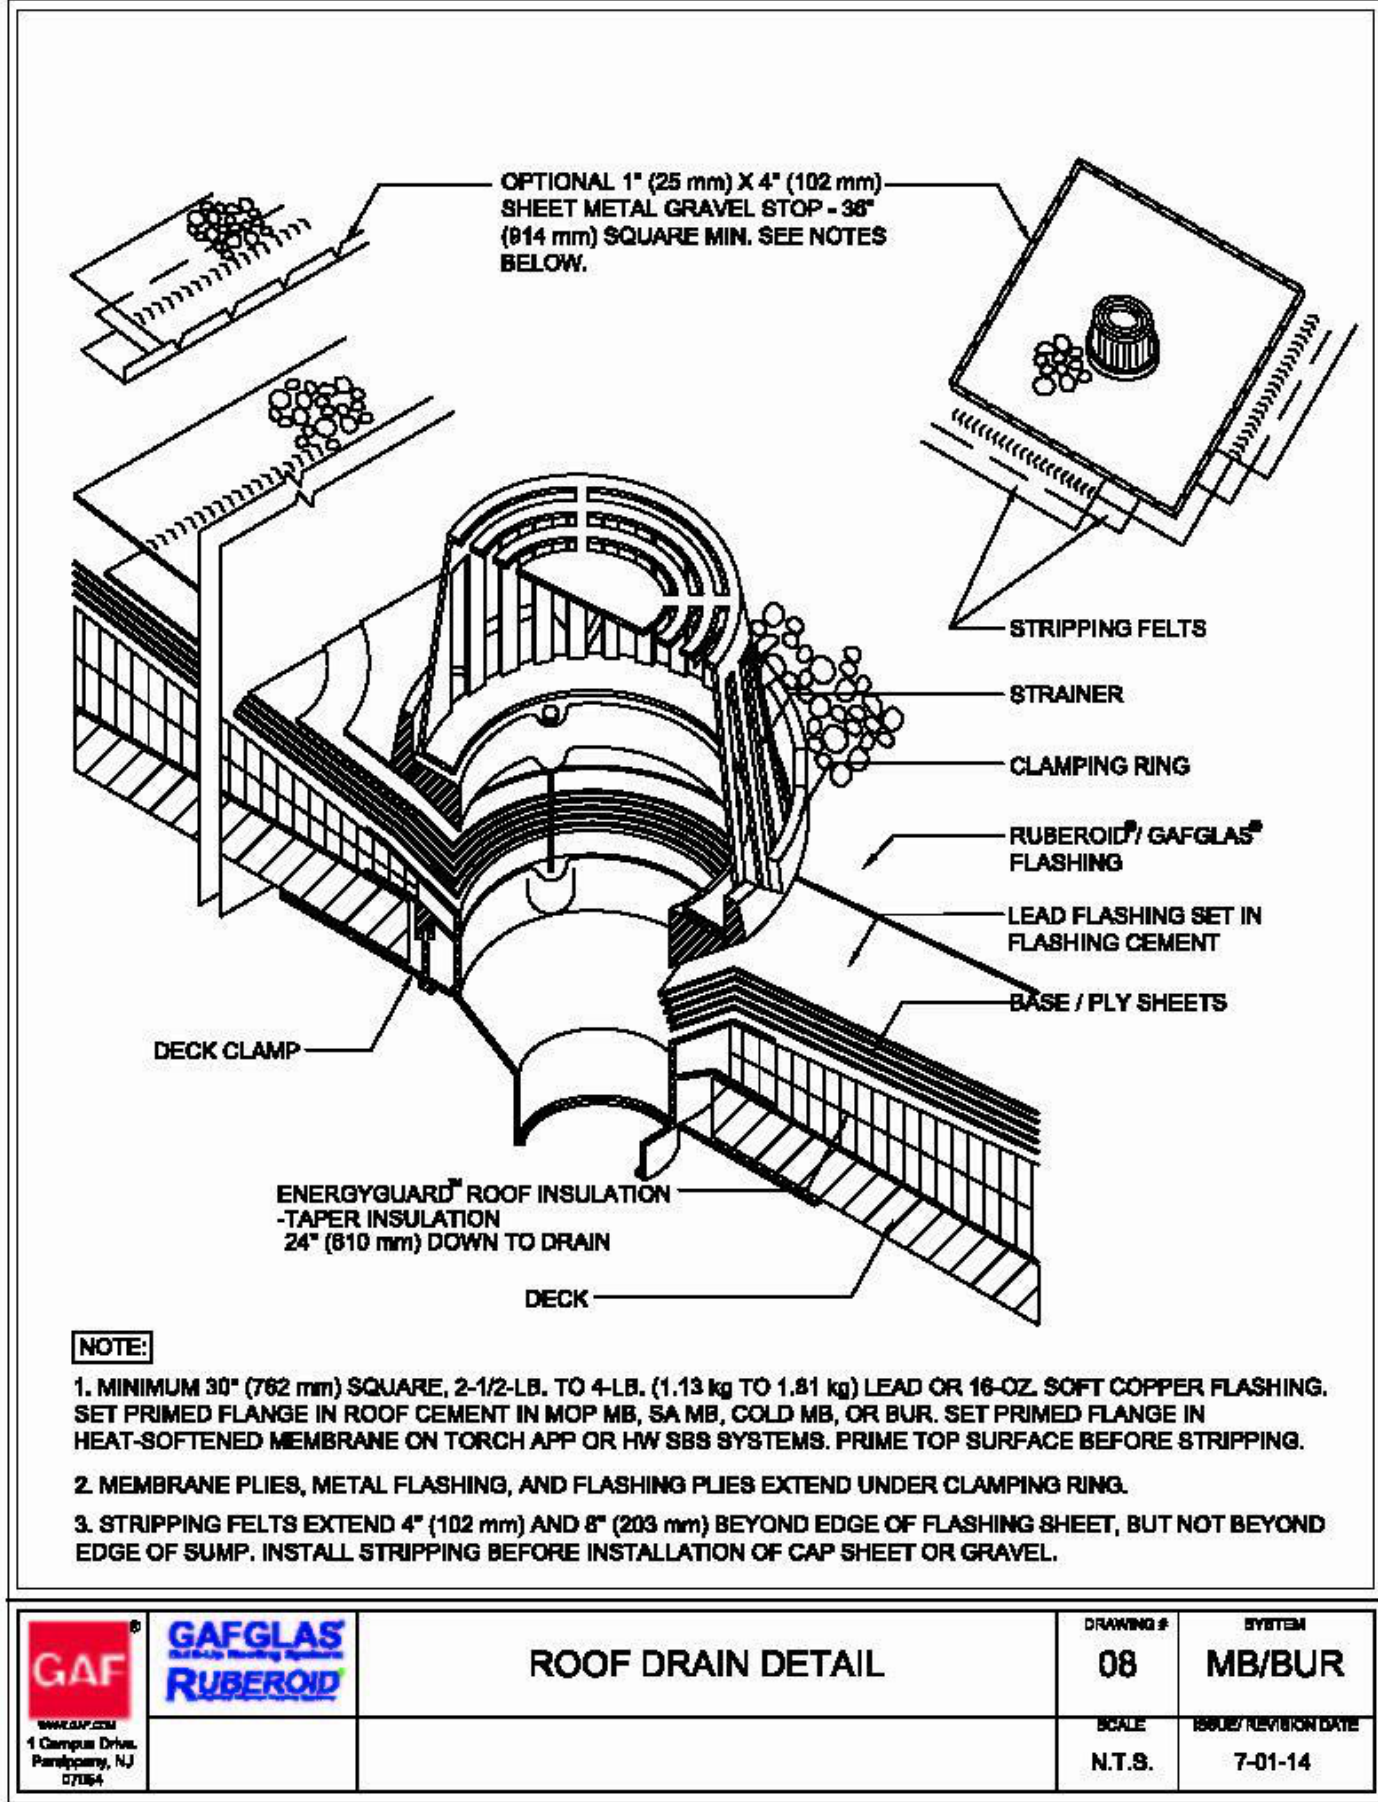 OPTIONAL 1" (25 mm) X 4" (102 mm)
SHEET METAL GRAVEL STOP - 36"
(914 mm) SQUARE MIN. SEE NOTES
BELOW.
STRIPPING FELTS
STRAINER
CLAMPING RING
RUBEROID®/ GAFGLAS®
FLASHING
LEAD FLASHING SET IN
FLASHING CEMENT
BASE / PLY SHEETS
DECK CLAMP
ENERGYGUARD™ ROOF INSULATION
-TAPER INSULATION
24" (610 mm) DOWN TO DRAIN
DECK
NOTE:
1. MINIMUM 30" (762 mm) SQUARE, 2-1/2-LB. TO 4-LB. (1.13 kg TO 1.81 kg) LEAD OR 16-OZ. SOFT COPPER FLASHING.
SET PRIMED FLANGE IN ROOF CEMENT IN MOP MB, SA MB, COLD MB, OR BUR. SET PRIMED FLANGE IN
HEAT-SOFTENED MEMBRANE ON TORCH APP OR HW SBS SYSTEMS. PRIME TOP SURFACE BEFORE STRIPPING.
2. MEMBRANE PLIES, METAL FLASHING, AND FLASHING PLIES EXTEND UNDER CLAMPING RING.
3. STRIPPING FELTS EXTEND 4" (102 mm) AND 8" (203 mm) BEYOND EDGE OF FLASHING SHEET, BUT NOT BEYOND
EDGE OF SUMP. INSTALL STRIPPING BEFORE INSTALLATION OF CAP SHEET OR GRAVEL.
GAF®
WWW.GAF.COM
1 Campus Drive.
Parsippany, NJ
07054
GAFGLAS®
Built-Up Roofing Systems
RUBEROID®
ROOF DRAIN DETAIL
DRAWING #
08
SYSTEM
MB/BUR
SCALE
N.T.S.
ISSUE/ REVISION DATE
7-01-14